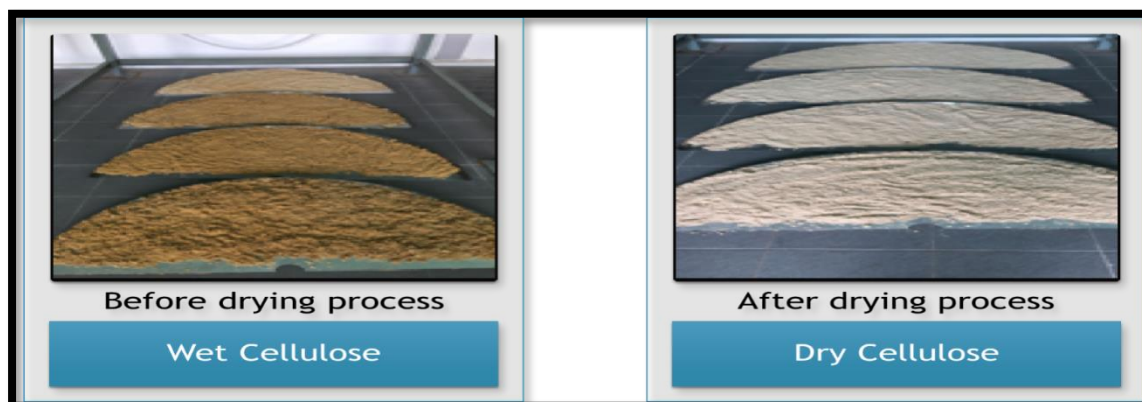 Before drying process
Wet Cellulose
After drying process
Dry Cellulose